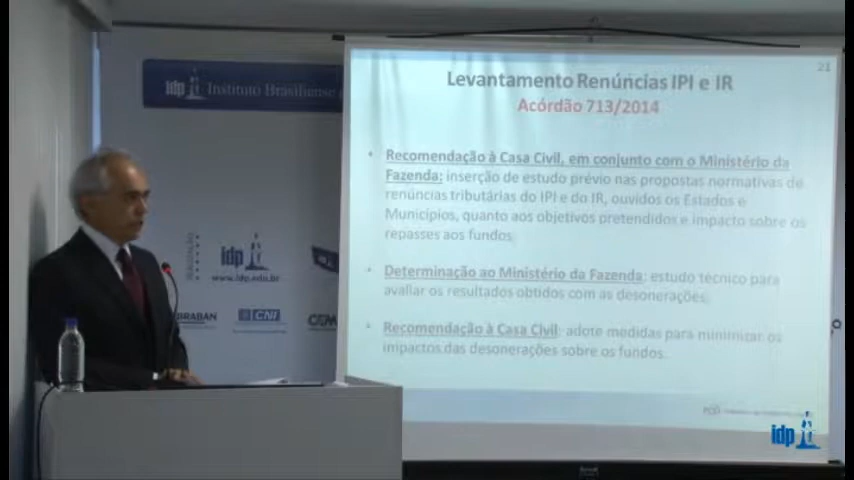 21
Levantamento Renúncias IPI e IR
Acórdão 713/2014
• Recomendação à Casa Civil, em conjunto com o Ministério da
Fazenda: inserção de estudo prévio nas propostas normativas de
renúncias tributárias do IPI e do IR, ouvidos os Estados e
Municípios, quanto aos objetivos pretendidos e impacto sobre os
repasses aos fundos.
• Determinação ao Ministério da Fazenda: estudo técnico para
avaliar os resultados obtidos com as desonerações.
• Recomendação à Casa Civil: adote medidas para minimizar os
impactos das desonerações sobre os fundos.
idp Instituto Brasiliense
REALIZAÇÃO
idp
www.idp.edu.br
BRABAN
CNI
idp